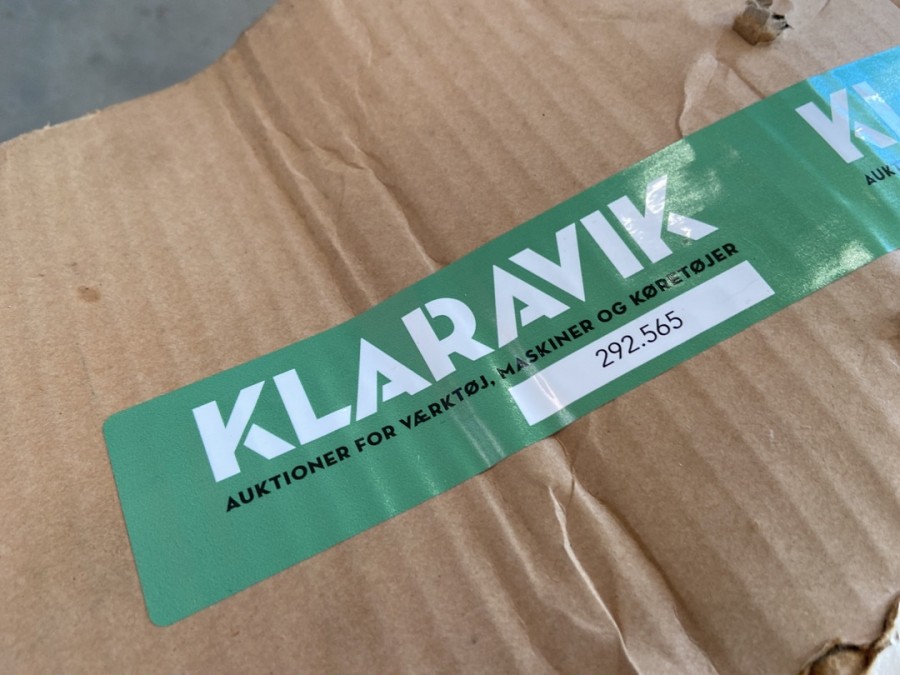 KLARAVIK
AUKTIONER FOR VÆRKTØJ, MASKINER OG KØRETØJER
292.565